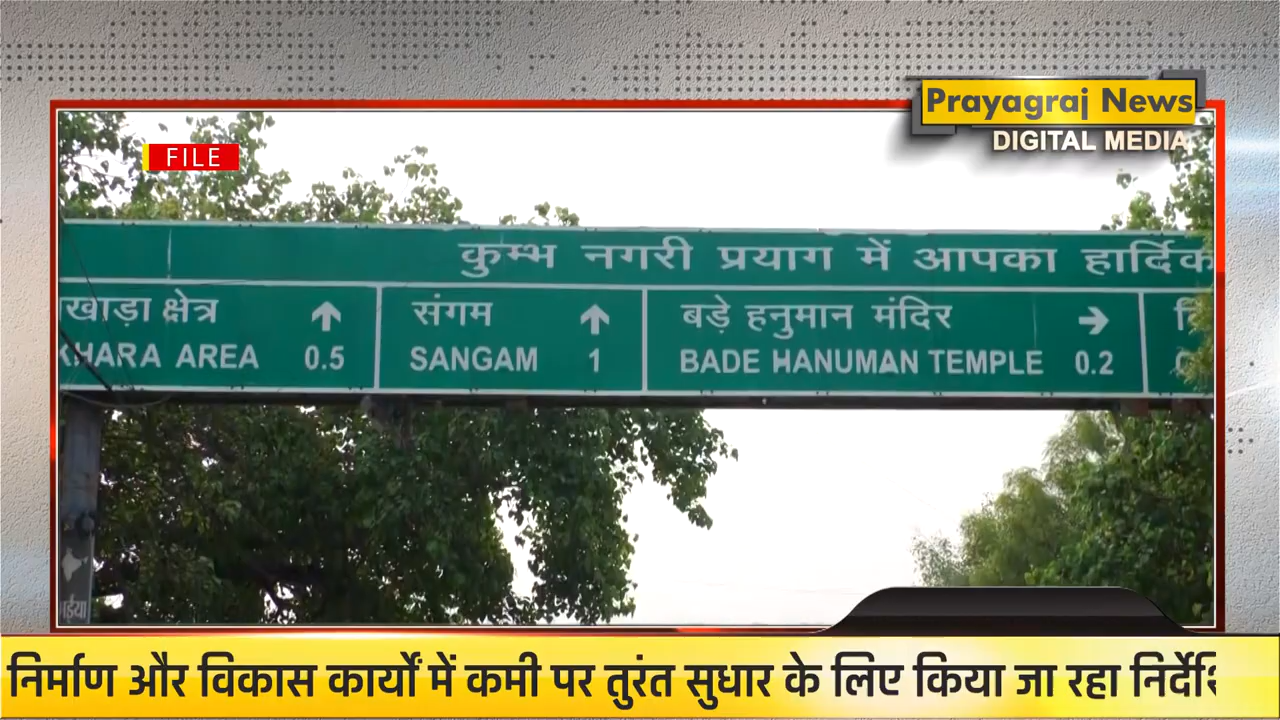 Prayagraj News
DIGITAL MEDIA
FILE
कुम्भ नगरी प्रयाग में आपका हार्दिक
खाड़ा क्षेत्र
KHARA AREA 0.5
संगम
SANGAM 1
बड़े हनुमान मंदिर
BADE HANUMAN TEMPLE 0.2
निर्माण और विकास कार्यों में कमी पर तुरंत सुधार के लिए किया जा रहा